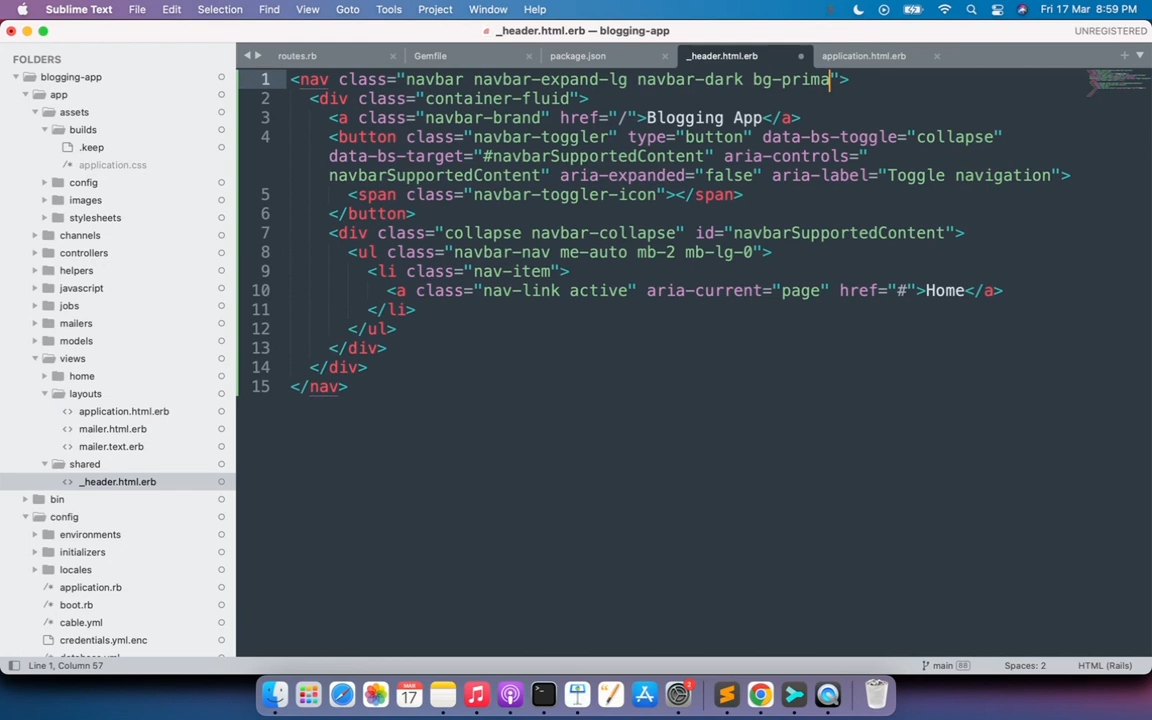 Sublime Text File Edit Selection Find View Goto Tools Project Window Help Fri 17 Mar 8:59 PM
_header.html.erb — blogging-app UNREGISTERED
FOLDERS
blogging-app
app
assets
builds
.keep
application.css
config
images
stylesheets
channels
controllers
helpers
javascript
jobs
mailers
models
views
home
layouts
application.html.erb
mailer.html.erb
mailer.text.erb
shared
_header.html.erb
bin
config
environments
initializers
locales
application.rb
boot.rb
cable.yml
credentials.yml.enc
routes.rb Gemfile package.json _header.html.erb application.html.erb
1 <nav class="navbar navbar-expand-lg navbar-dark bg-prima">
2 <div class="container-fluid">
3 <a class="navbar-brand" href="/">Blogging App</a>
4 <button class="navbar-toggler" type="button" data-bs-toggle="collapse"
data-bs-target="#navbarSupportedContent" aria-controls="
navbarSupportedContent" aria-expanded="false" aria-label="Toggle navigation">
5 <span class="navbar-toggler-icon"></span>
6 </button>
7 <div class="collapse navbar-collapse" id="navbarSupportedContent">
8 <ul class="navbar-nav me-auto mb-2 mb-lg-0">
9 <li class="nav-item">
10 <a class="nav-link active" aria-current="page" href="#">Home</a>
11 </li>
12 </ul>
13 </div>
14 </div>
15 </nav>
Line 1, Column 57 main 88 Spaces: 2 HTML (Rails)
MAR
17
2